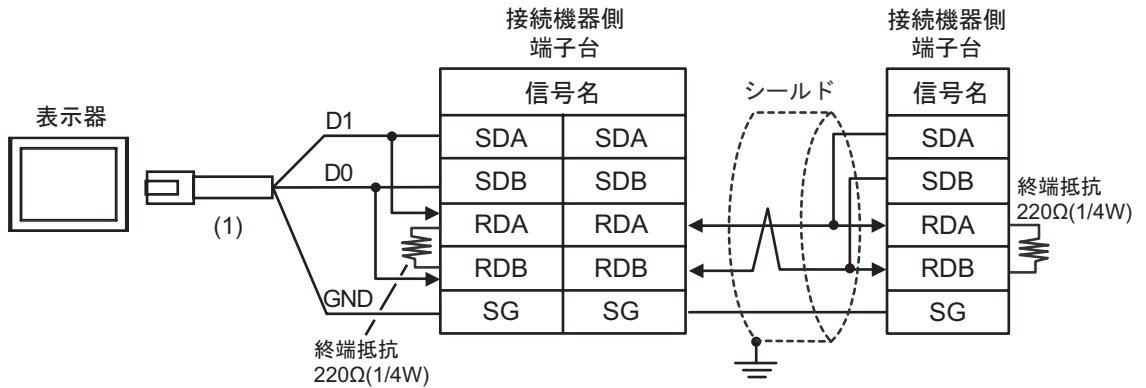 接続機器側
端子台
接続機器側
端子台
表示器
D1
D0
GND
(1)
信号名
SDA SDA
SDB SDB
RDA RDA
RDB RDB
SG SG
終端抵抗
220Ω(1/4W)
シールド
信号名
SDA
SDB
RDA
RDB
SG
終端抵抗
220Ω(1/4W)